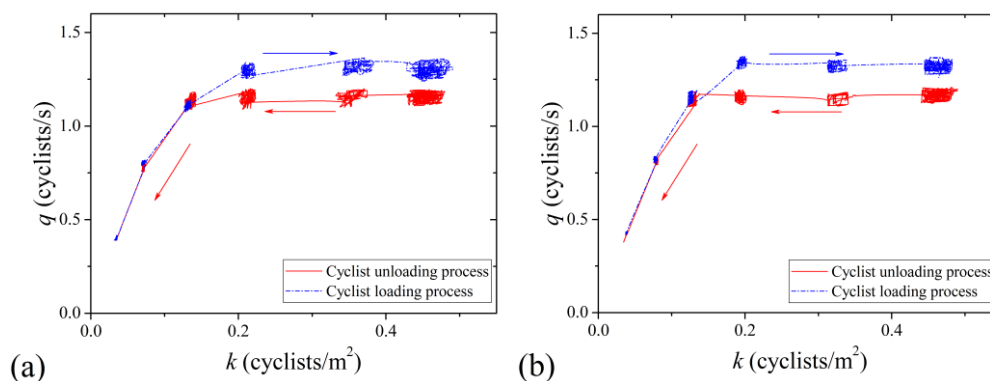 1.5
1.0
0.5
0.0
q (cyclists/s)
Cyclist unloading process
Cyclist loading process
0.0 0.2 0.4
(a) k (cyclists/m²)
1.5
1.0
0.5
0.0
q (cyclists/s)
Cyclist unloading process
Cyclist loading process
0.0 0.2 0.4
(b) k (cyclists/m²)